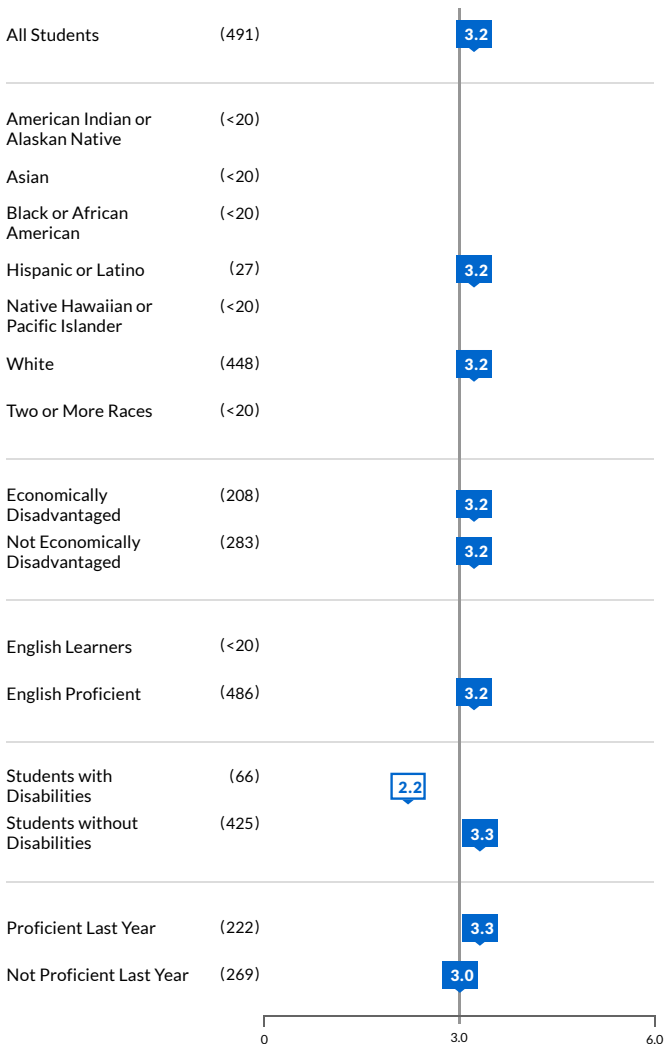 All Students (491) 3.2
American Indian or
Alaskan Native (<20)
Asian (<20)
Black or African
American (<20)
Hispanic or Latino (27) 3.2
Native Hawaiian or
Pacific Islander (<20)
White (448) 3.2
Two or More Races (<20)
Economically
Disadvantaged (208) 3.2
Not Economically
Disadvantaged (283) 3.2
English Learners (<20)
English Proficient (486) 3.2
Students with
Disabilities (66) 2.2
Students without
Disabilities (425) 3.3
Proficient Last Year (222) 3.3
Not Proficient Last Year (269) 3.0
0 3.0 6.0